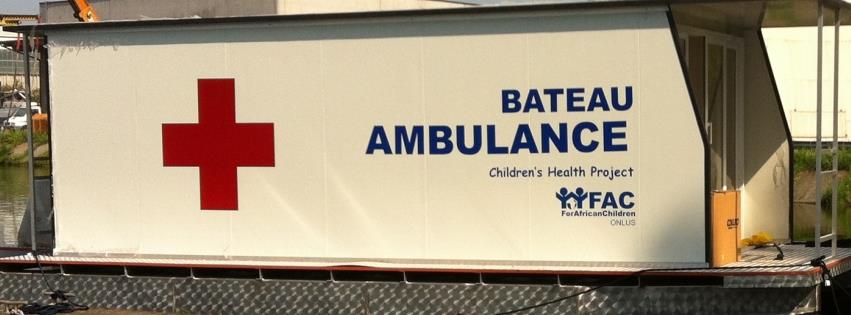 BATEAU
AMBULANCE
Children's Health Project
FAC
ForAfricanChildren
ONLUS